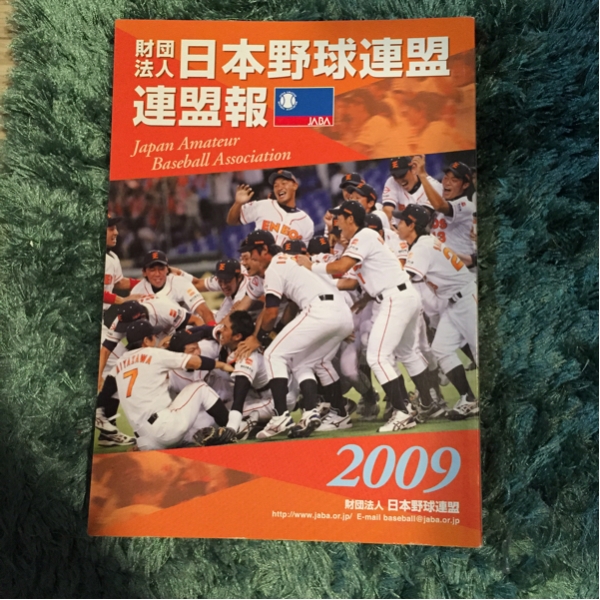 財団法人 日本野球連盟
連盟報
JABA
Japan Amateur
Baseball Association
ENEOS
MIYAZAWA
7
2009
財団法人 日本野球連盟
http://www.jaba.or.jp/ E-mail baseball@jaba.or.jp